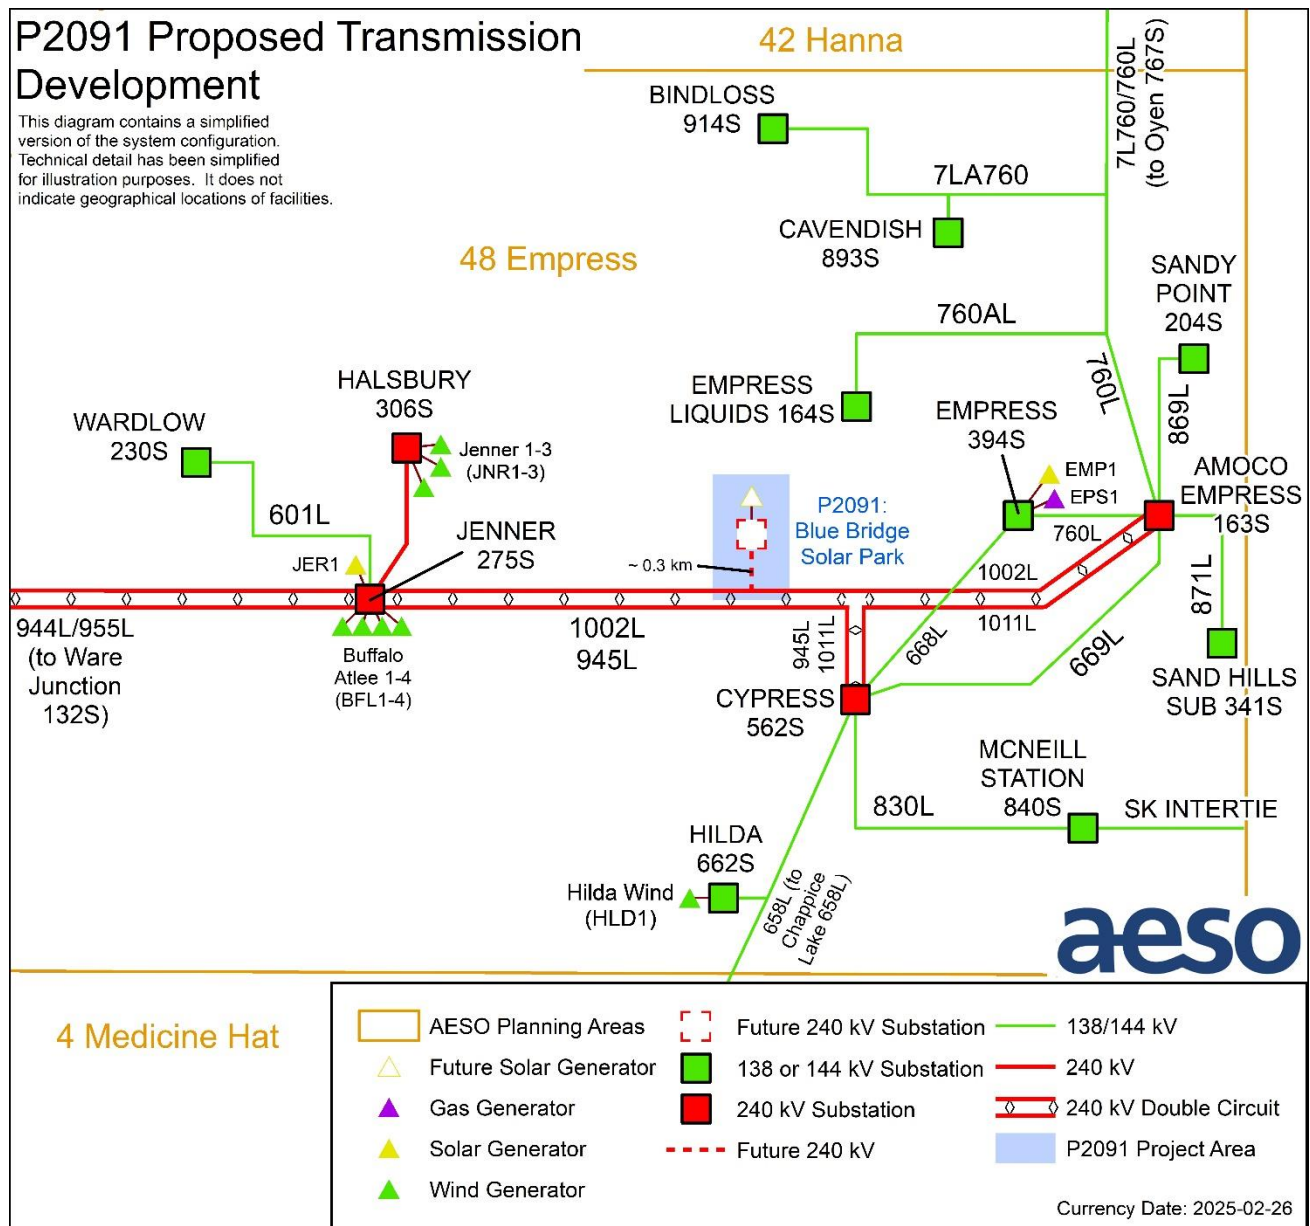 P2091 Proposed Transmission
Development
This diagram contains a simplified
version of the system configuration.
Technical detail has been simplified
for illustration purposes. It does not
indicate geographical locations of facilities.
42 Hanna
7L760/760L
(to Oyen 767S)
BINDLOSS
914S
7LA760
CAVENDISH
893S
48 Empress
SANDY
POINT
204S
760AL
760L
869L
EMPRESS
LIQUIDS 164S
HALSBURY
306S
WARDLOW
230S
Jenner 1-3
(JNR1-3)
EMPRESS
394S
EMP1
EPS1
AMOCO
EMPRESS
163S
601L
JENNER
275S
JER1
P2091:
Blue Bridge
Solar Park
~ 0.3 km
760L
1002L
1011L
871L
944L/955L
(to Ware
Junction
132S)
Buffalo
Atlee 1-4
(BFL1-4)
1002L
945L
945L
1011L
668L
669L
SAND HILLS
SUB 341S
CYPRESS
562S
MCNEILL
STATION
840S
830L
SK INTERTIE
HILDA
662S
Hilda Wind
(HLD1)
658L (to
Chappice
Lake 658L)
aeso
4 Medicine Hat
AESO Planning Areas
Future Solar Generator
Gas Generator
Solar Generator
Wind Generator
Future 240 kV Substation
138 or 144 kV Substation
240 kV Substation
Future 240 kV
138/144 kV
240 kV
240 kV Double Circuit
P2091 Project Area
Currency Date: 2025-02-26